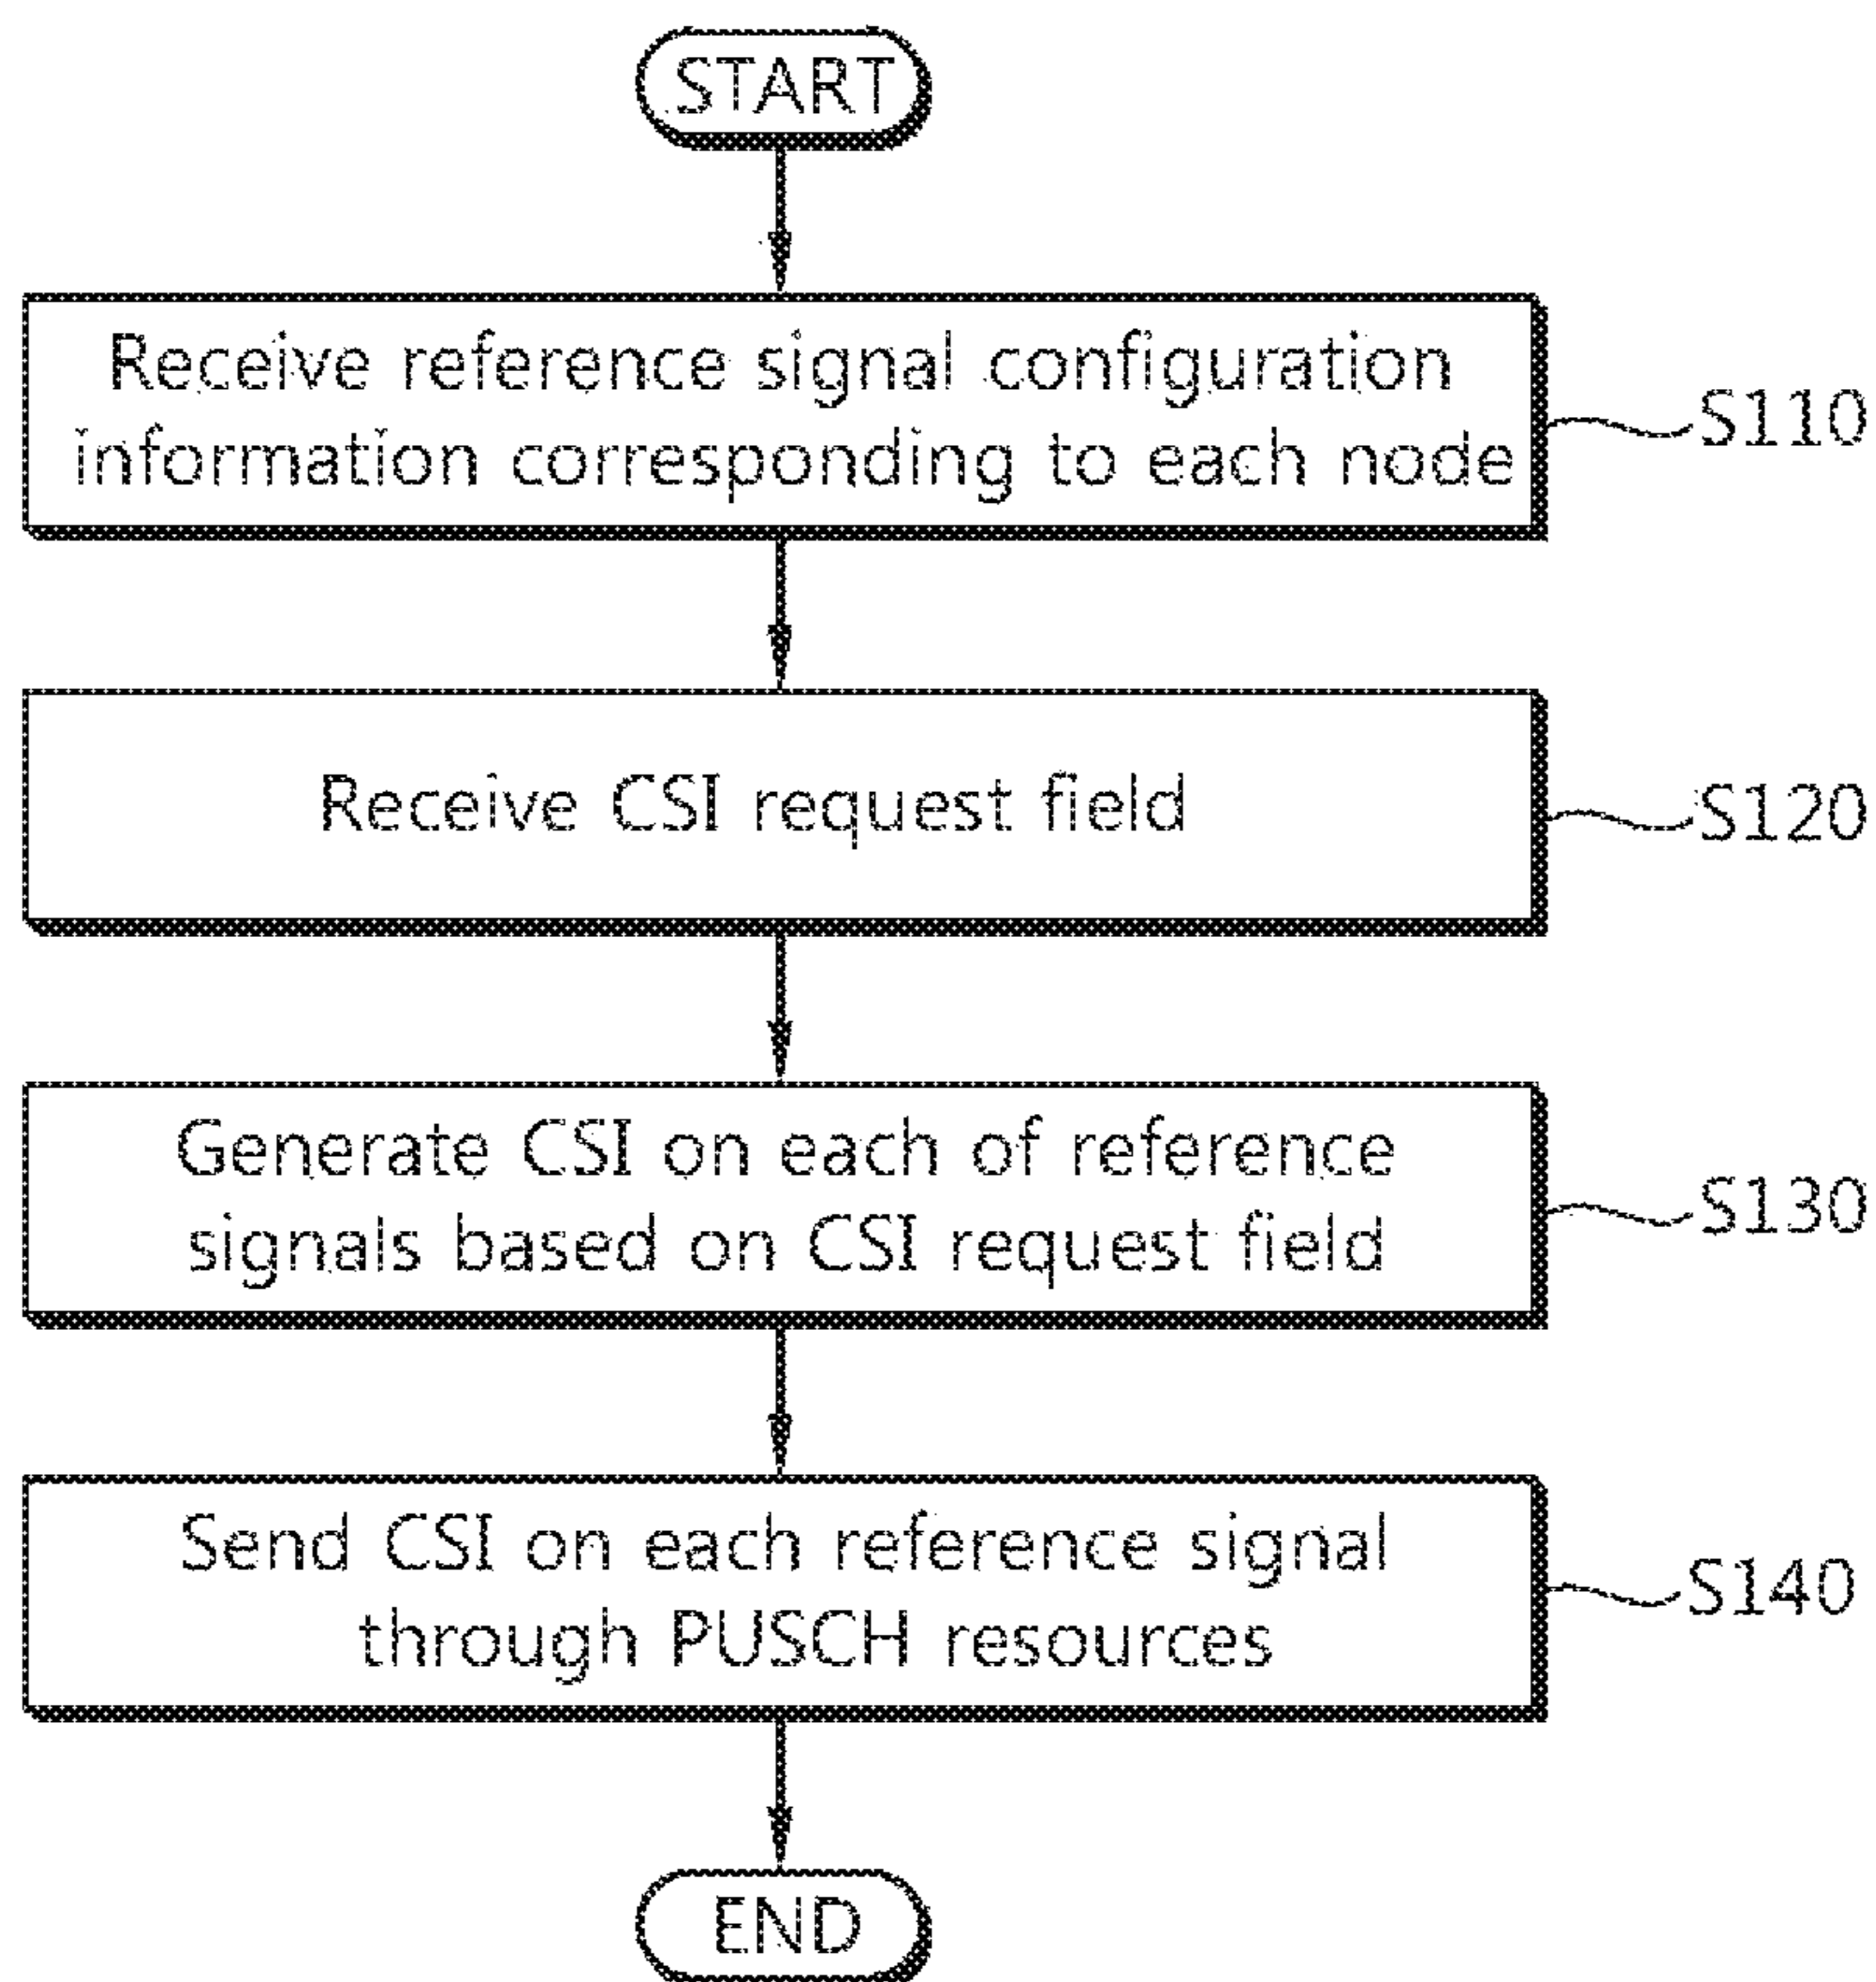 START
Receive reference signal configuration
information corresponding to each node
S110
Receive CSI request field
S120
Generate CSI on each of reference
signals based on CSI request field
S130
Send CSI on each reference signal
through PUSCH resources
S140
END